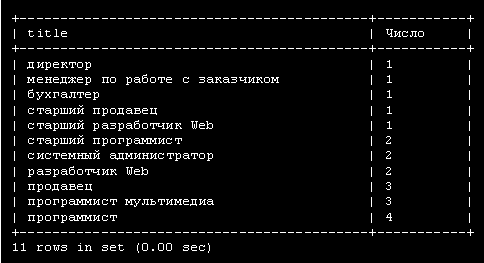 title Число
директор 1
менеджер по работе с заказчиком 1
бухгалтер 1
старший продавец 1
старший разработчик Web 1
старший программист 2
системный администратор 2
разработчик Web 2
продавец 3
программист мультимедиа 3
программист 4
11 rows in set (0.00 sec)